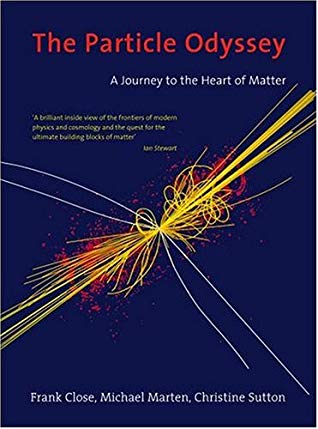 The Particle Odyssey
A Journey to the Heart of Matter
‘A brilliant inside view of the frontiers of modern
physics and cosmology and the quest for the
ultimate building blocks of matter’
Ian Stewart
Frank Close, Michael Marten, Christine Sutton